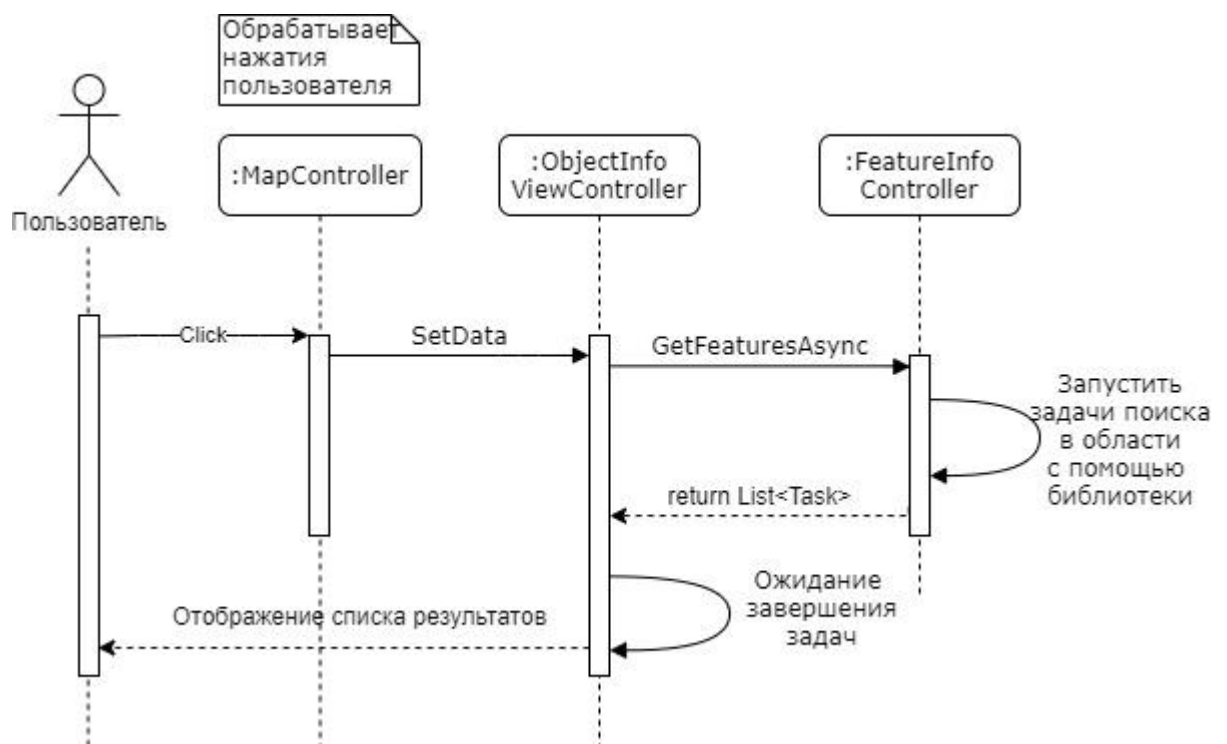 Обрабатывает
нажатия
пользователя
:MapController
:ObjectInfo
ViewController
:FeatureInfo
Controller
Пользователь
Click
SetData
GetFeaturesAsync
Запустить
задачи поиска
в области
с помощью
библиотеки
return List<Task>
Ожидание
завершения
задач
Отображение списка результатов